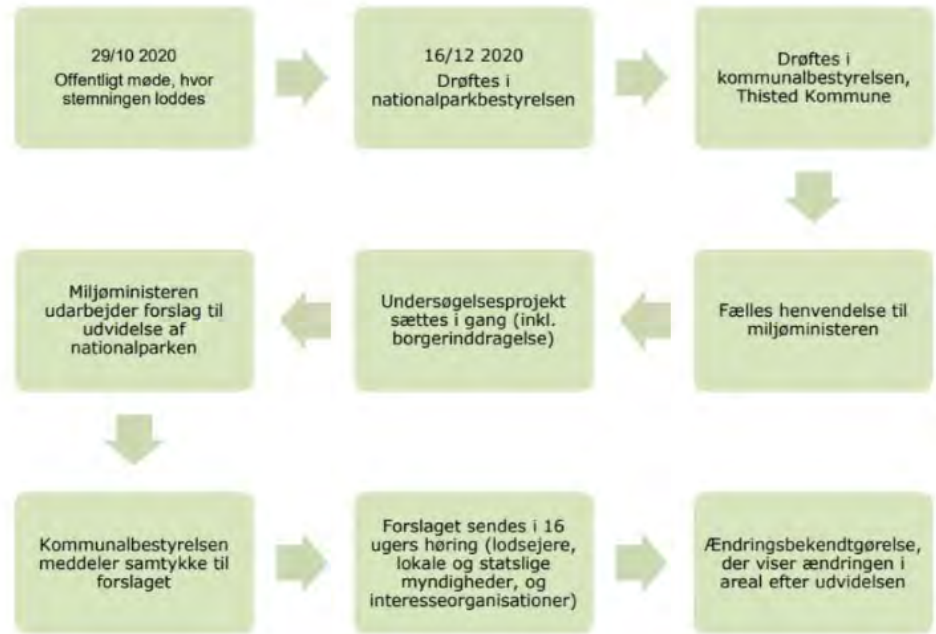 29/10 2020
Offentligt møde, hvor
stemningen loddes
16/12 2020
Drøftes i
nationalparkbestyrelsen
Drøftes i
kommunalbestyrelsen,
Thisted Kommune
Fælles henvendelse til
miljøministeren
Undersøgelsesprojekt
sættes i gang (inkl.
borgerinddragelse)
Miljøministeren
udarbejder forslag til
udvidelse af
nationalparken
Kommunalbestyrelsen
meddeler samtykke til
forslaget
Forslaget sendes i 16
ugers høring (lodsejere,
lokale og statslige
myndigheder, og
interesseorganisationer)
Ændringsbekendtgørelse,
der viser ændringen i
areal efter udvidelsen